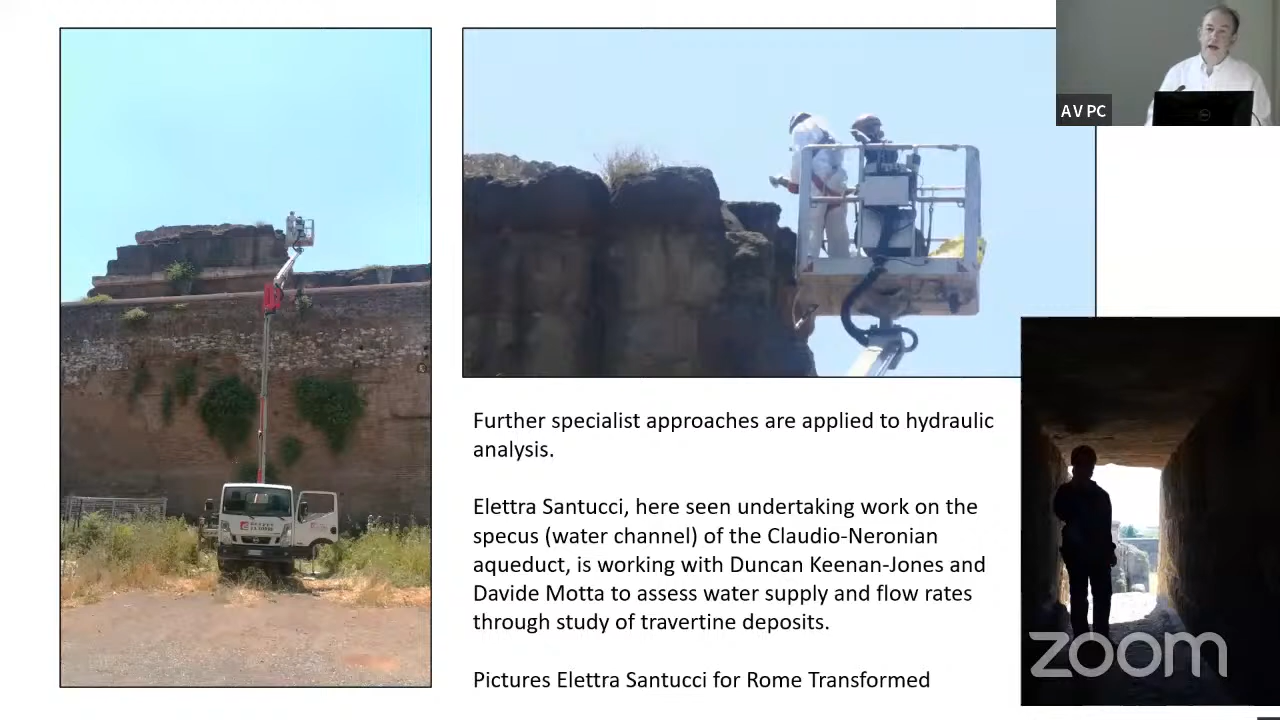 AV PC
Further specialist approaches are applied to hydraulic
analysis.
Elettra Santucci, here seen undertaking work on the
specus (water channel) of the Claudio-Neronian
aqueduct, is working with Duncan Keenan-Jones and
Davide Motta to assess water supply and flow rates
through study of travertine deposits.
Pictures Elettra Santucci for Rome Transformed
zoom